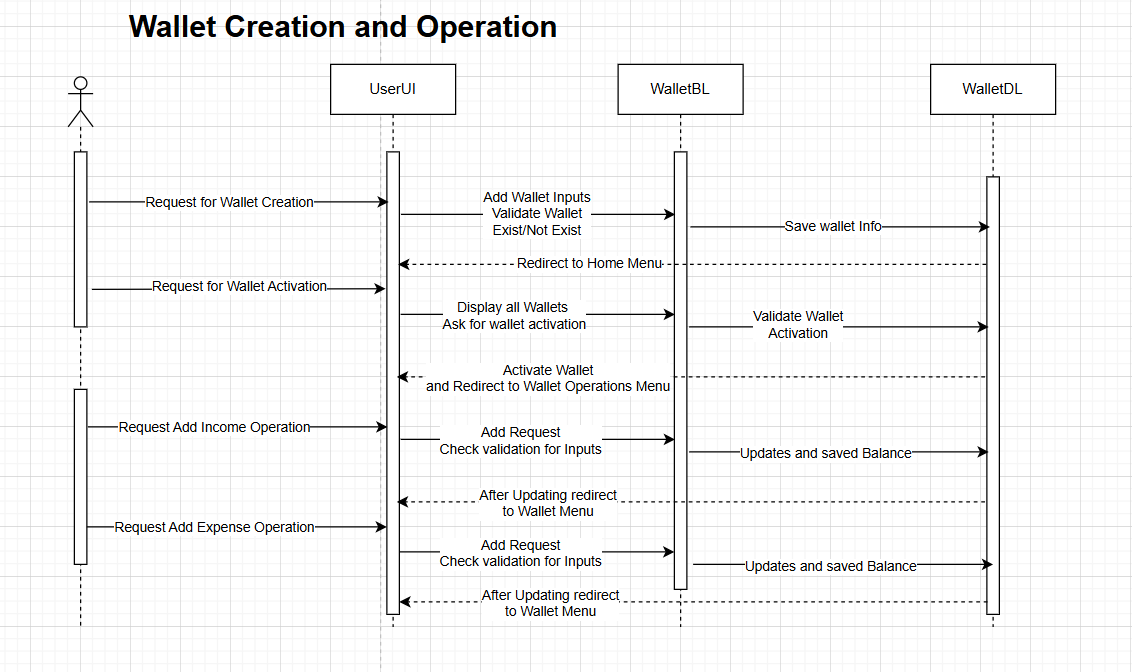 Wallet Creation and Operation
UserUI
WalletBL
WalletDL
Request for Wallet Creation
Add Wallet Inputs
Validate Wallet
Exist/Not Exist
Save wallet Info
Redirect to Home Menu
Request for Wallet Activation
Display all Wallets
Ask for wallet activation
Validate Wallet
Activation
Activate Wallet
and Redirect to Wallet Operations Menu
Request Add Income Operation
Add Request
Check validation for Inputs
Updates and saved Balance
After Updating redirect
to Wallet Menu
Request Add Expense Operation
Add Request
Check validation for Inputs
Updates and saved Balance
After Updating redirect
to Wallet Menu